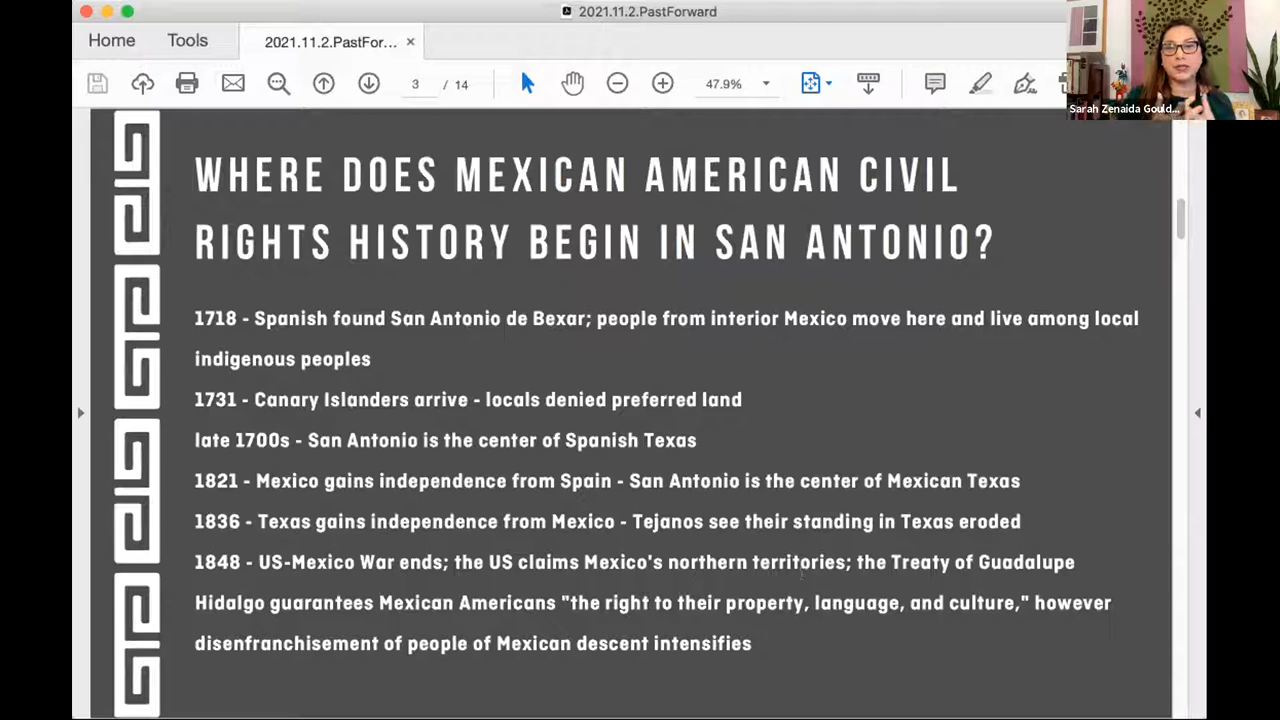 2021.11.2.PastForward
Home
Tools
2021.11.2.PastFor... ×
3 / 14
47.9%
Sarah Zenaida Gould...
WHERE DOES MEXICAN AMERICAN CIVIL
RIGHTS HISTORY BEGIN IN SAN ANTONIO?
1718 - Spanish found San Antonio de Bexar; people from interior Mexico move here and live among local
indigenous peoples
1731 - Canary Islanders arrive - locals denied preferred land
late 1700s - San Antonio is the center of Spanish Texas
1821 - Mexico gains independence from Spain - San Antonio is the center of Mexican Texas
1836 - Texas gains independence from Mexico - Tejanos see their standing in Texas eroded
1848 - US-Mexico War ends; the US claims Mexico's northern territories; the Treaty of Guadalupe
Hidalgo guarantees Mexican Americans "the right to their property, language, and culture," however
disenfranchisement of people of Mexican descent intensifies